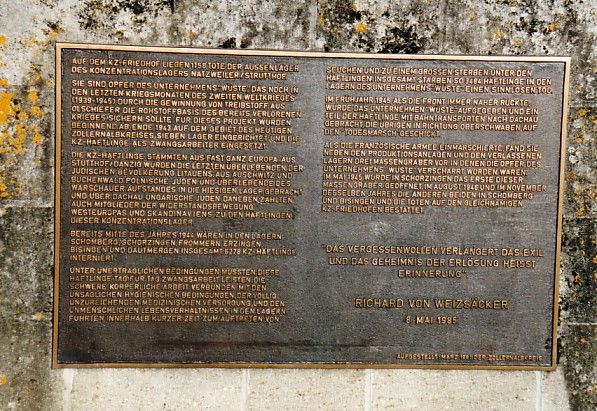 AUF DEM KZ-FRIEDHOF LIEGEN 1158 TOTE DER AUSSENLAGER
DES KONZENTRATIONSLAGERS NATZWEILER/STRUTTHOF.
SIE SIND OPFER DES UNTERNEHMENS "WÜSTE", DAS NOCH IN
DEN LETZTEN KRIEGSMONATEN DES ZWEITEN WELTKRIEGES
(1939-1945) DURCH DIE GEWINNUNG VON TREIBSTOFF AUS
ÖLSCHIEFER DIE ROHSTOFFBASIS DES BEREITS VERLORENEN
KRIEGES SICHERN SOLLTE. FÜR DIESES PROJEKT WURDEN
BEGINNEND AB ENDE 1943 AUF DEM GEBIET DES HEUTIGEN
ZOLLERNALBKREISES SIEBEN LAGER EINGERICHTET UND DIE
KZ-HÄFTLINGE ALS ZWANGSARBEITER EINGESETZT.
DIE KZ-HÄFTLINGE STAMMTEN AUS FAST GANZ EUROPA. AUS
STUTTHOF/DANZIG WURDEN DIE LETZTEN ÜBERLEBENDEN DER
JÜDISCHEN BEVÖLKERUNG LITAUENS, AUS AUSCHWITZ UND
BUCHENWALD POLNISCHE JUDEN UND ÜBERLEBENDE DES
WARSCHAUER AUFSTANDES IN DIE HIESIGEN LAGER GEBRACHT
UND ÜBER DACHAU UNGARISCHE JUDEN. DANEBEN ZÄHLTEN
AUCH MITGLIEDER DER WIDERSTANDSBEWEGUNG
WESTEUROPAS UND SKANDINAVIENS ZU DEN HÄFTLINGEN
DIESER KONZENTRATIONSLAGER.
BEREITS MITTE DES JAHRES 1944 WAREN IN DEN LAGERN
SCHÖMBERG, SCHÖRZINGEN, FROMMERN, ERZINGEN,
BISINGEN UND DAUTMERGEN INSGESAMT 6278 KZ-HÄFTLINGE
INTERNIERT.
UNTER UNERTRÄGLICHEN BEDINGUNGEN MUSSTEN DIESE
HÄFTLINGE TAG FÜR TAG ZWANGSARBEIT LEISTEN. DIE
SCHWERE KÖRPERLICHE ARBEIT VERBUNDEN MIT DEN
UNSÄGLICHEN HYGIENISCHEN BEDINGUNGEN, DER VÖLLIG
UNZUREICHENDEN MEDIZINISCHEN VERSORGUNG UND DEN
UNMENSCHLICHEN LEBENSVERHÄLTNISSEN IN DEN LAGERN
FÜHRTEN INNERHALB KURZER ZEIT ZUM AUFTRETEN VON
SEUCHEN UND ZU EINEM GROSSEN STERBEN UNTER DEN
HÄFTLINGEN. INSGESAMT STARBEN SO 3484 HÄFTLINGE IN DEN
LAGERN DES UNTERNEHMENS "WÜSTE" EINEN SINNLOSEN TOD.
IM FRÜHJAHR 1945, ALS DIE FRONT IMMER NÄHER RÜCKTE,
WURDE DAS UNTERNEHMEN "WÜSTE" AUFGEGEBEN UND EIN
TEIL DER HÄFTLINGE MIT BAHNTRANSPORTEN NACH DACHAU
GEBRACHT, DIE ÜBRIGEN IN RICHTUNG OBERSCHWABEN AUF
DEN "TODESMARSCH" GESCHICKT.
ALS DIE FRANZÖSISCHE ARMEE EINMARSCHIERTE, FAND SIE
NEBEN DEN PRODUKTIONSANLAGEN UND DEN VERLASSENEN
LAGERN DREI MASSENGRÄBER VOR, IN DENEN DIE OPFER DES
UNTERNEHMENS "WÜSTE" VERSCHARRT WORDEN WAREN.
IM MAI 1945 WURDE IN SCHÖRZINGEN DAS ERSTE DIESER
MASSENGRÄBER GEÖFFNET, IM AUGUST 1946 UND IM NOVEMBER
DESSELBEN JAHRES DIE ANDEREN BEIDEN IN SCHÖMBERG
UND BISINGEN UND DIE TOTEN AUF DEN GLEICHNAMIGEN
KZ-FRIEDHÖFEN BESTATTET.
"DAS VERGESSENWOLLEN VERLÄNGERT DAS EXIL
UND DAS GEHEIMNIS DER ERLÖSUNG HEISST
ERINNERUNG"
RICHARD VON WEIZSÄCKER
8. MAI 1985
AUFGESTELLT: MÄRZ 1989 DER ZOLLERNALBKREIS